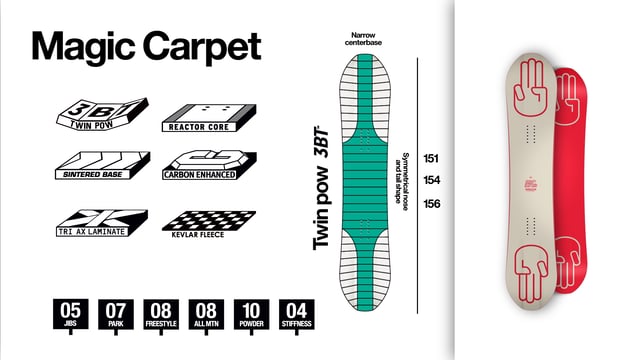 Magic Carpet
3BT
TWIN POW
REACTOR CORE
SINTERED BASE
CARBON ENHANCED
TRI AX LAMINATE
KEVLAR FLEECE
05
JIBS
07
PARK
08
FREESTYLE
08
ALL MTN
10
POWDER
04
STIFFNESS
Narrow
centerbase
Twin pow 3BT
Symmetrical nose
and tail shape
151
154
156